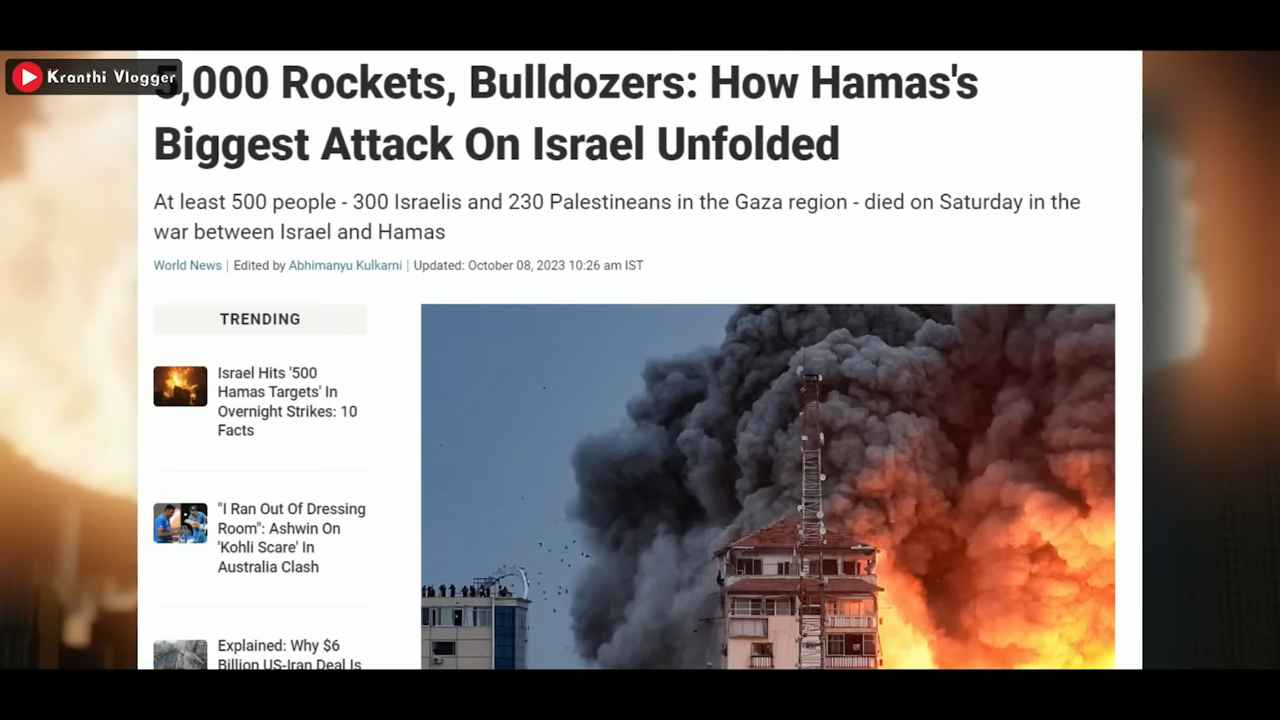 Kranthi Vlogger
5,000 Rockets, Bulldozers: How Hamas's
Biggest Attack On Israel Unfolded
At least 500 people - 300 Israelis and 230 Palestineans in the Gaza region - died on Saturday in the
war between Israel and Hamas
World News | Edited by Abhimanyu Kulkarni | Updated: October 08, 2023 10:26 am IST
TRENDING
Israel Hits '500
Hamas Targets' In
Overnight Strikes: 10
Facts
"I Ran Out Of Dressing
Room": Ashwin On
'Kohli Scare' In
Australia Clash
Explained: Why $6
Billion US-Iran Deal Is